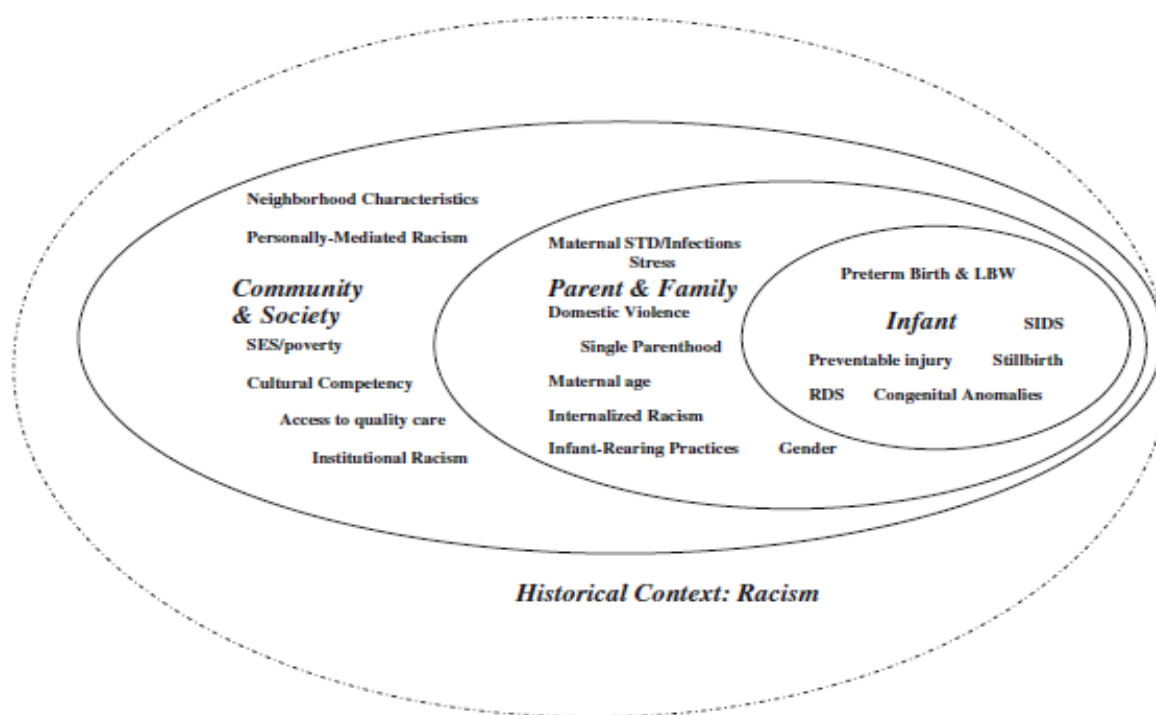 Neighborhood Characteristics
Personally-Mediated Racism
Community
& Society
SES/poverty
Cultural Competency
Access to quality care
Institutional Racism
Maternal STD/Infections
Stress
Parent & Family
Domestic Violence
Single Parenthood
Maternal age
Internalized Racism
Infant-Rearing Practices
Gender
Preterm Birth & LBW
Infant
SIDS
Preventable injury
Stillbirth
RDS
Congenital Anomalies
Historical Context: Racism